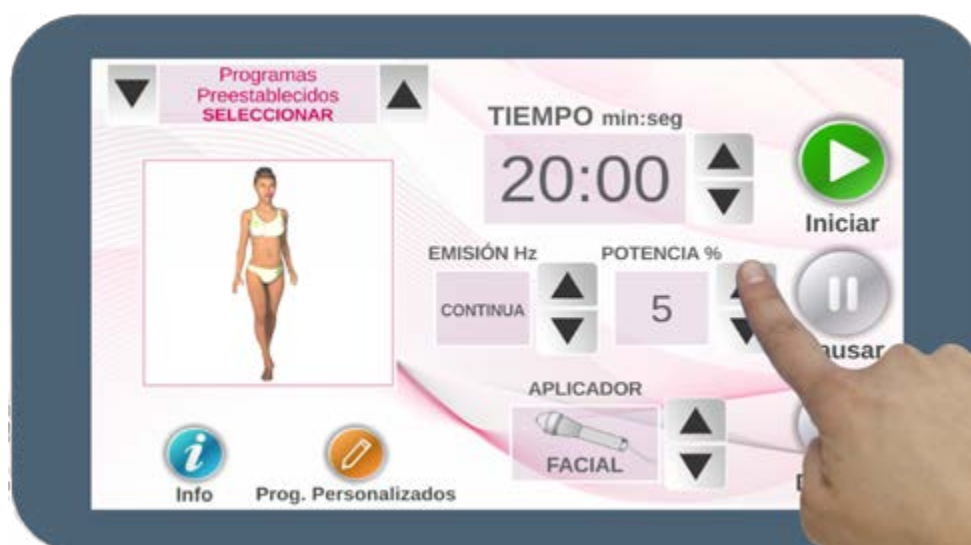 Programas
Preestablecidos
SELECCIONAR
TIEMPO min:seg
20:00
Iniciar
EMISIÓN Hz
POTENCIA %
CONTINUA
5
APLICADOR
FACIAL
Info
Prog. Personalizados